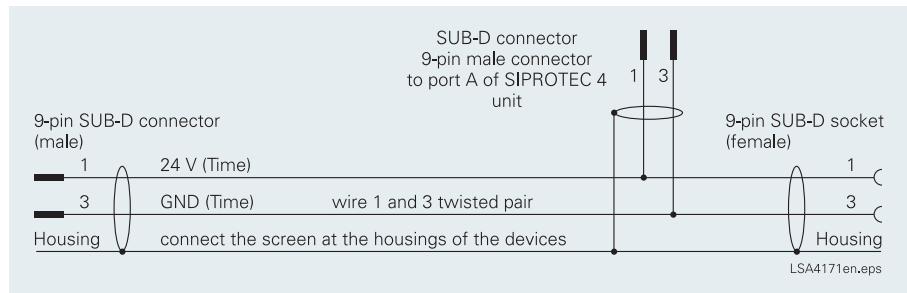 SUB-D connector
9-pin male connector
to port A of SIPROTEC 4
unit
1 3
9-pin SUB-D connector
(male)
9-pin SUB-D socket
(female)
1 24 V (Time) 1
3 GND (Time) wire 1 and 3 twisted pair 3
Housing connect the screen at the housings of the devices Housing
LSA4171en.eps